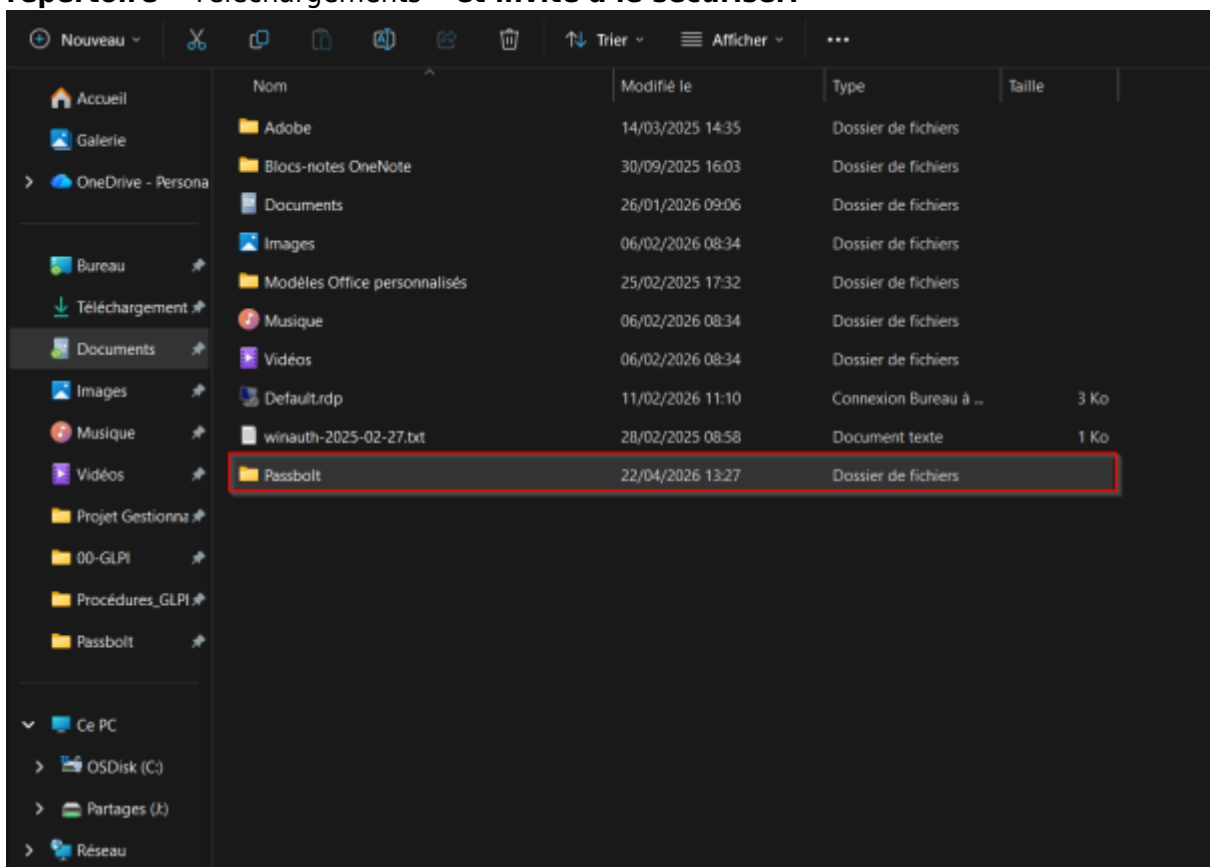 répertoire « Téléchargements » et invite à le sécuriser.
Nouveau
Trier
Afficher
Accueil
Galerie
OneDrive - Persona
Bureau
Téléchargement
Documents
Images
Musique
Vidéos
Projet Gestionna
00-GLPI
Procédures_GLPI
Passbolt
Ce PC
OSDisk (C:)
Partages (J:)
Réseau
Nom Modifié le Type Taille
Adobe 14/03/2025 14:35 Dossier de fichiers
Blocs-notes OneNote 30/09/2025 16:03 Dossier de fichiers
Documents 26/01/2026 09:06 Dossier de fichiers
Images 06/02/2026 08:34 Dossier de fichiers
Modèles Office personnalisés 25/02/2025 17:32 Dossier de fichiers
Musique 06/02/2026 08:34 Dossier de fichiers
Vidéos 06/02/2026 08:34 Dossier de fichiers
Default.rdp 11/02/2026 11:10 Connexion Bureau à ... 3 Ko
winauth-2025-02-27.txt 28/02/2025 08:58 Document texte 1 Ko
Passbolt 22/04/2026 13:27 Dossier de fichiers